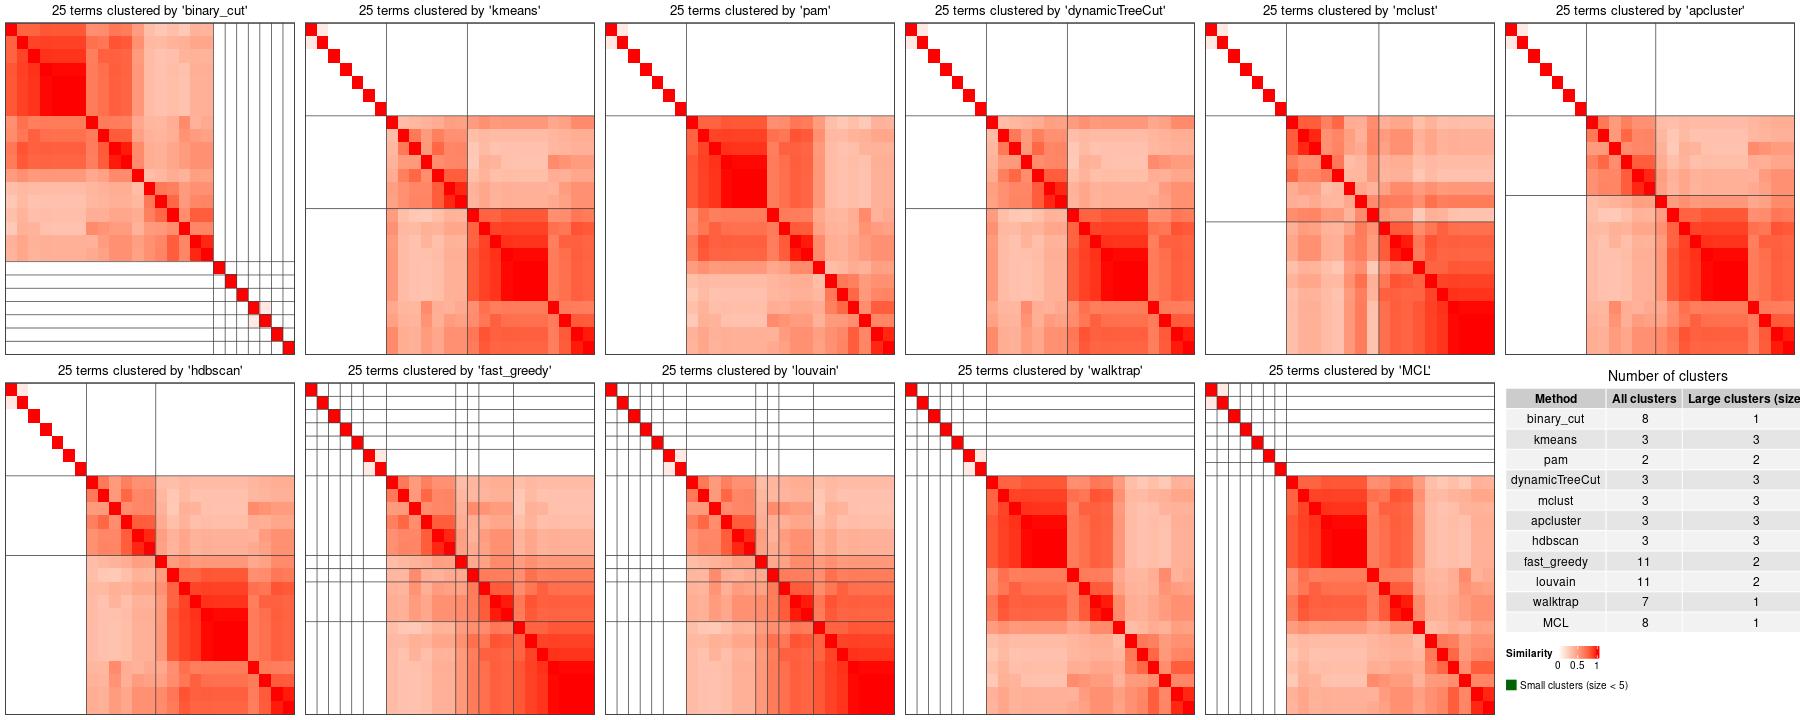 25 terms clustered by 'binary_cut'
25 terms clustered by 'kmeans'
25 terms clustered by 'pam'
25 terms clustered by 'dynamicTreeCut'
25 terms clustered by 'mclust'
25 terms clustered by 'apcluster'
25 terms clustered by 'hdbscan'
25 terms clustered by 'fast_greedy'
25 terms clustered by 'louvain'
25 terms clustered by 'walktrap'
25 terms clustered by 'MCL'
Number of clusters
Method All clusters Large clusters (size
binary_cut 8 1
kmeans 3 3
pam 2 2
dynamicTreeCut 3 3
mclust 3 3
apcluster 3 3
hdbscan 3 3
fast_greedy 11 2
louvain 11 2
walktrap 7 1
MCL 8 1
Similarity
0 0.5 1
Small clusters (size < 5)